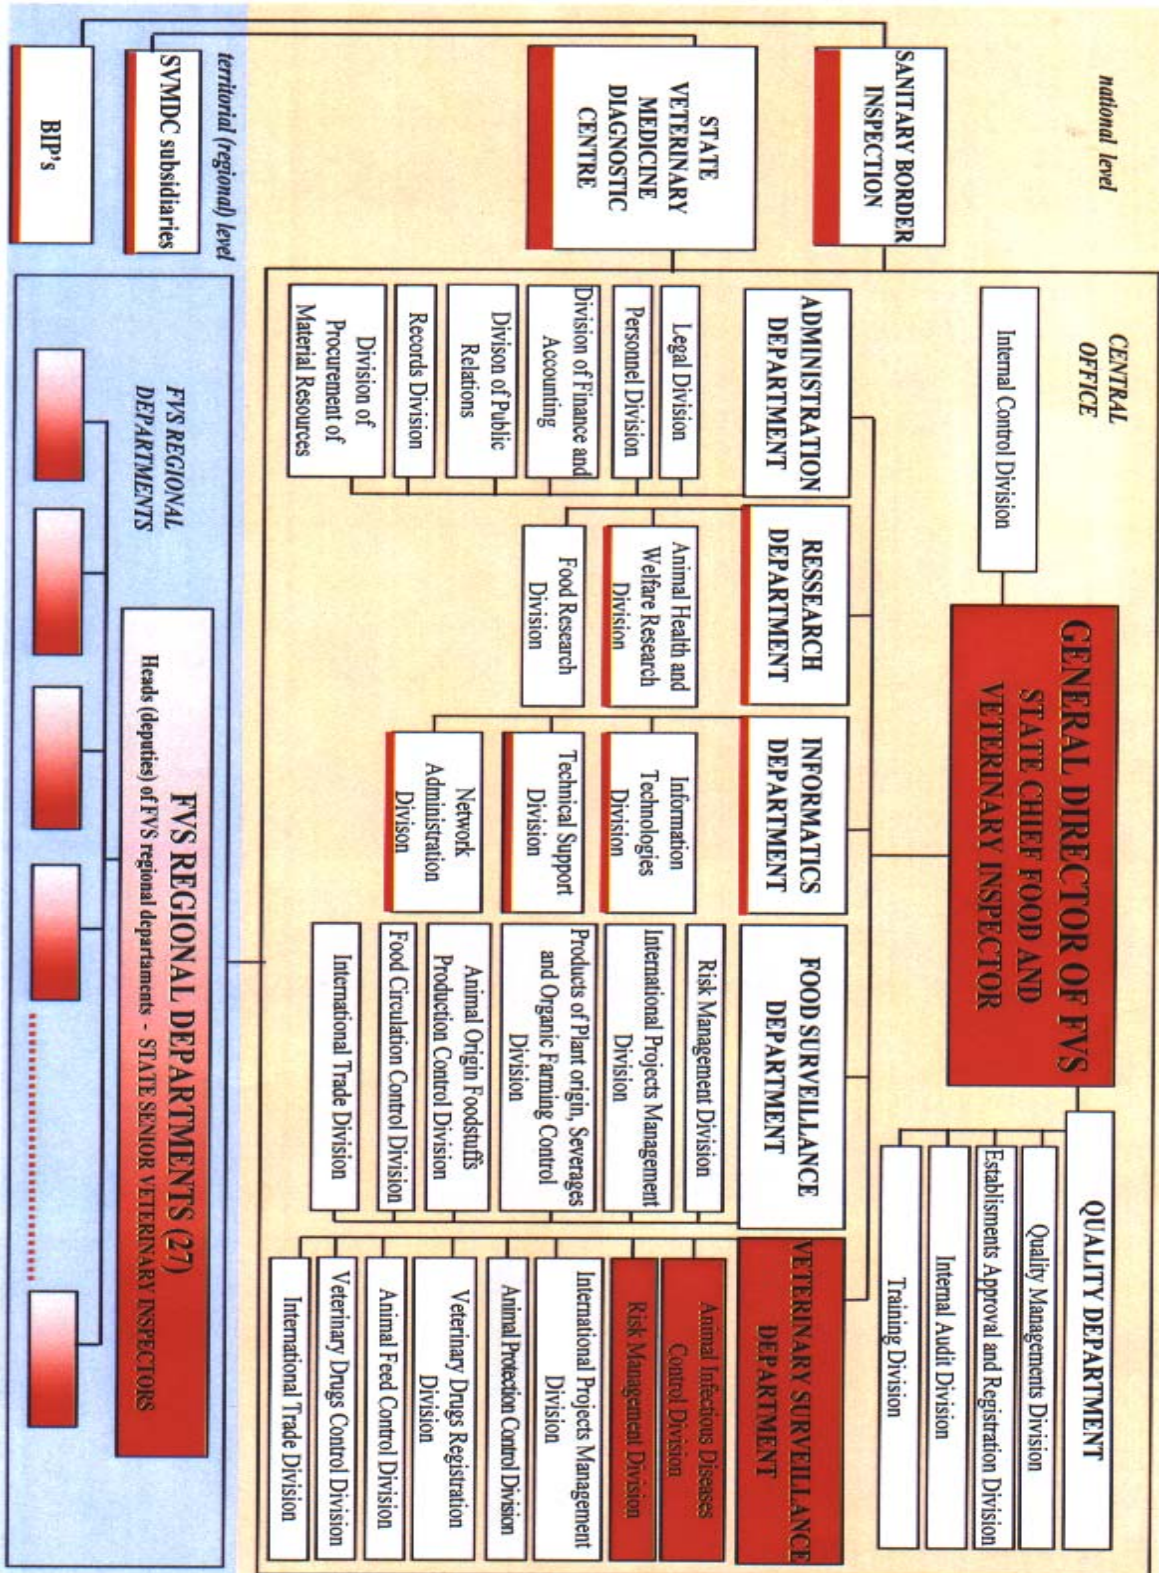 national level
SANITARY BORDER
INSPECTION
STATE
VETERINARY
MEDICINE
DIAGNOSTIC
CENTRE
territorial (regional) level
SVMDC subsidiaries
BIP's
CENTRAL
OFFICE
Internal Control Division
GENERAL DIRECTOR OF FVS
STATE CHIEF FOOD AND
VETERINARY INSPECTOR
QUALITY DEPARTMENT
Quality Managements Division
Establisments Approval and Registration Division
Internal Audit Division
Training Division
ADMINISTRATION
DEPARTMENT
Legal Division
Personnel Division
Division of Finance and
Accounting
Divison of Public
Relations
Records Division
Division of
Procurement of
Material Resources
RESSEARCH
DEPARTMENT
Animal Health and
Welfare Research
Division
Food Research
Division
INFORMATICS
DEPARTMENT
Information
Technologies
Division
Technical Support
Division
Network
Administration
Divison
FOOD SURVEILLANCE
DEPARTMENT
Risk Management Division
International Projects Management
Division
Products of Plant origin, Severages
and Organic Farming Control
Division
Animal Origin Foodstuffs
Production Control Division
Food Circulation Control Division
International Trade Division
VETERINARY SURVEILLANCE
DEPARTMENT
Animal Infectious Diseases
Control Division
Risk Management Division
International Projects Management
Division
Animal Protection Control Division
Veterinary Drugs Registration
Division
Animal Feed Control Division
Veterinary Drugs Control Division
International Trade Division
FVS REGIONAL
DEPARTMENTS
FVS REGIONAL DEPARTMENTS (27)
Heads (deputies) of FVS regional departaments - STATE SENIOR VETERINARY INSPECTORS